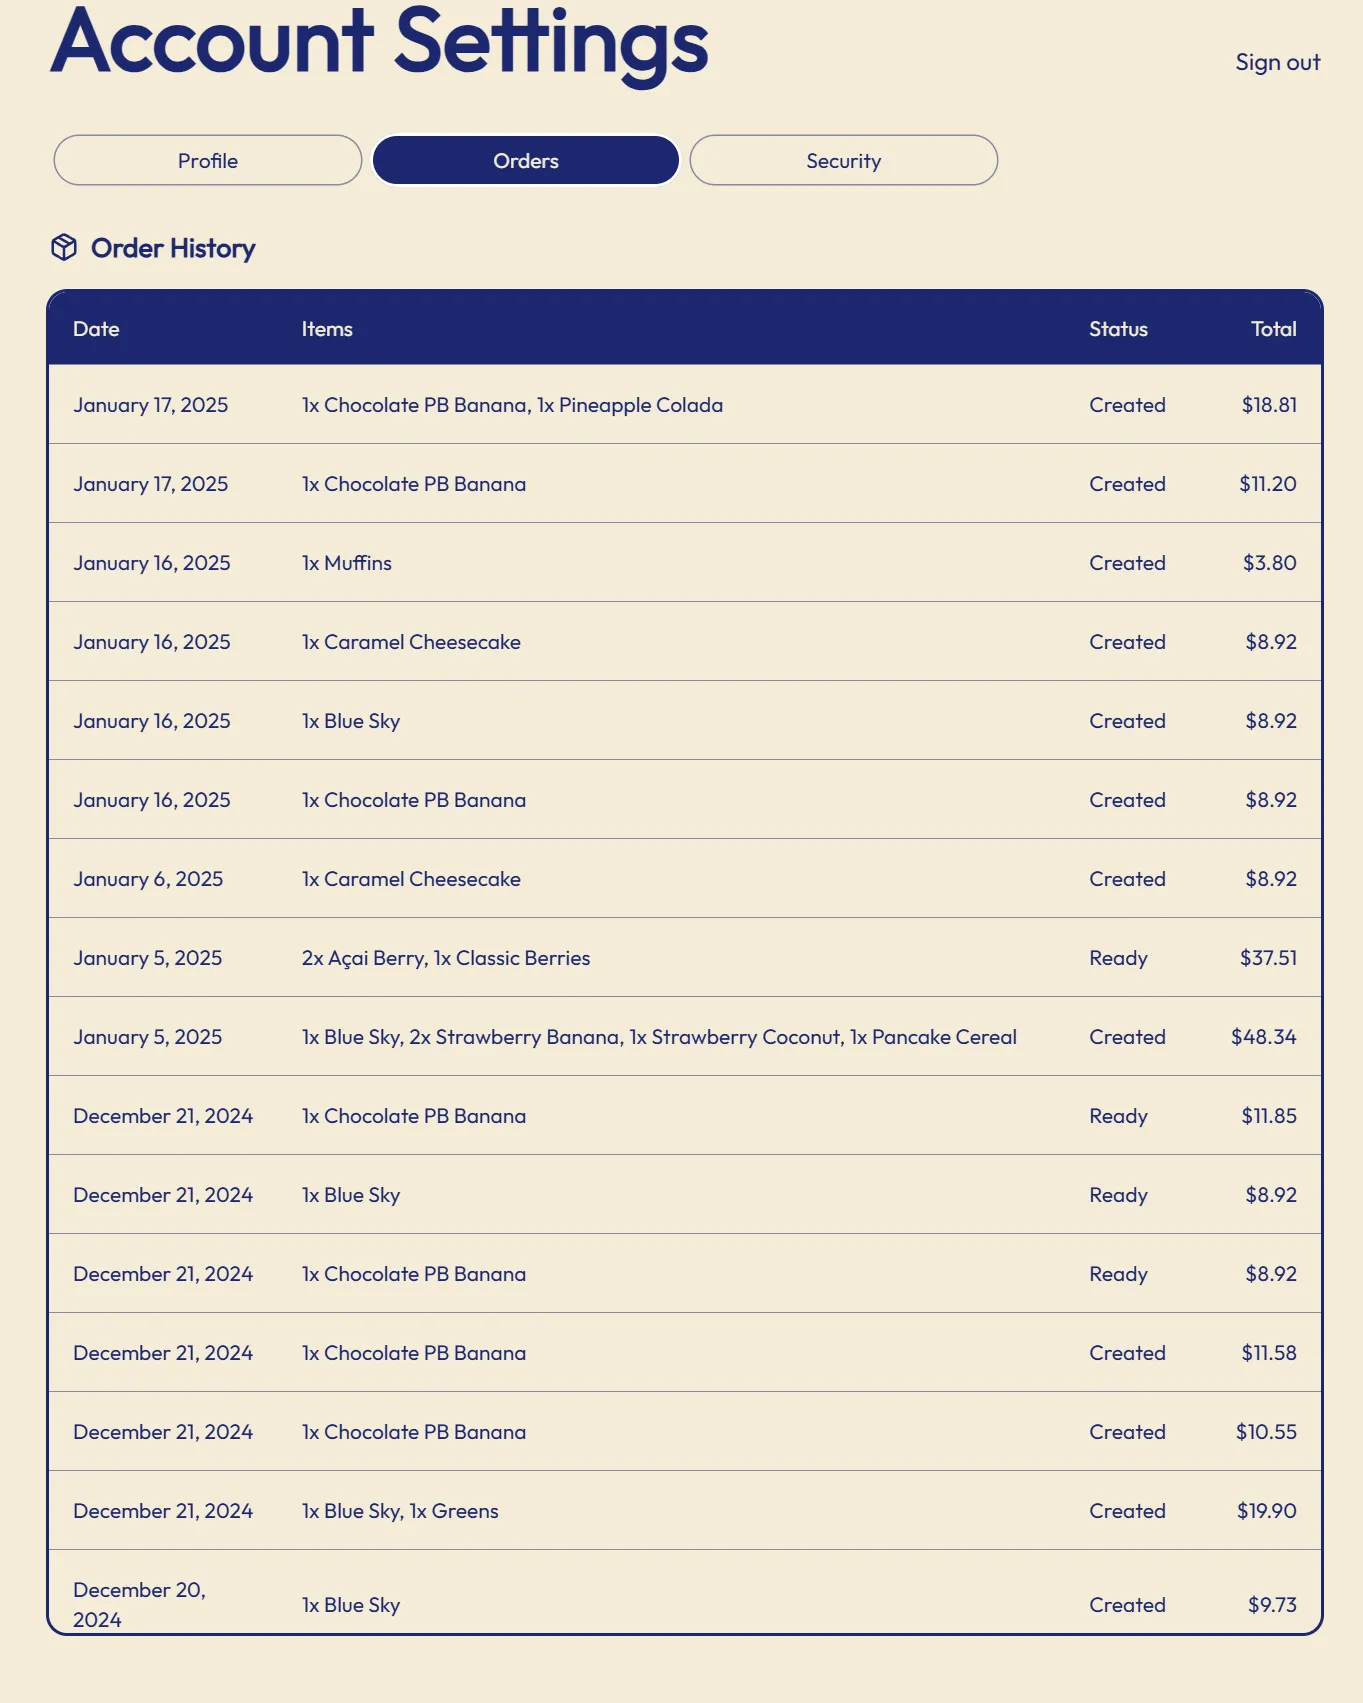 Account Settings
Sign out
Profile Orders Security
Order History
Date Items Status Total
January 17, 2025 1x Chocolate PB Banana, 1x Pineapple Colada Created $18.81
January 17, 2025 1x Chocolate PB Banana Created $11.20
January 16, 2025 1x Muffins Created $3.80
January 16, 2025 1x Caramel Cheesecake Created $8.92
January 16, 2025 1x Blue Sky Created $8.92
January 16, 2025 1x Chocolate PB Banana Created $8.92
January 6, 2025 1x Caramel Cheesecake Created $8.92
January 5, 2025 2x Açai Berry, 1x Classic Berries Ready $37.51
January 5, 2025 1x Blue Sky, 2x Strawberry Banana, 1x Strawberry Coconut, 1x Pancake Cereal Created $48.34
December 21, 2024 1x Chocolate PB Banana Ready $11.85
December 21, 2024 1x Blue Sky Ready $8.92
December 21, 2024 1x Chocolate PB Banana Ready $8.92
December 21, 2024 1x Chocolate PB Banana Created $11.58
December 21, 2024 1x Chocolate PB Banana Created $10.55
December 21, 2024 1x Blue Sky, 1x Greens Created $19.90
December 20,
2024 1x Blue Sky Created $9.73